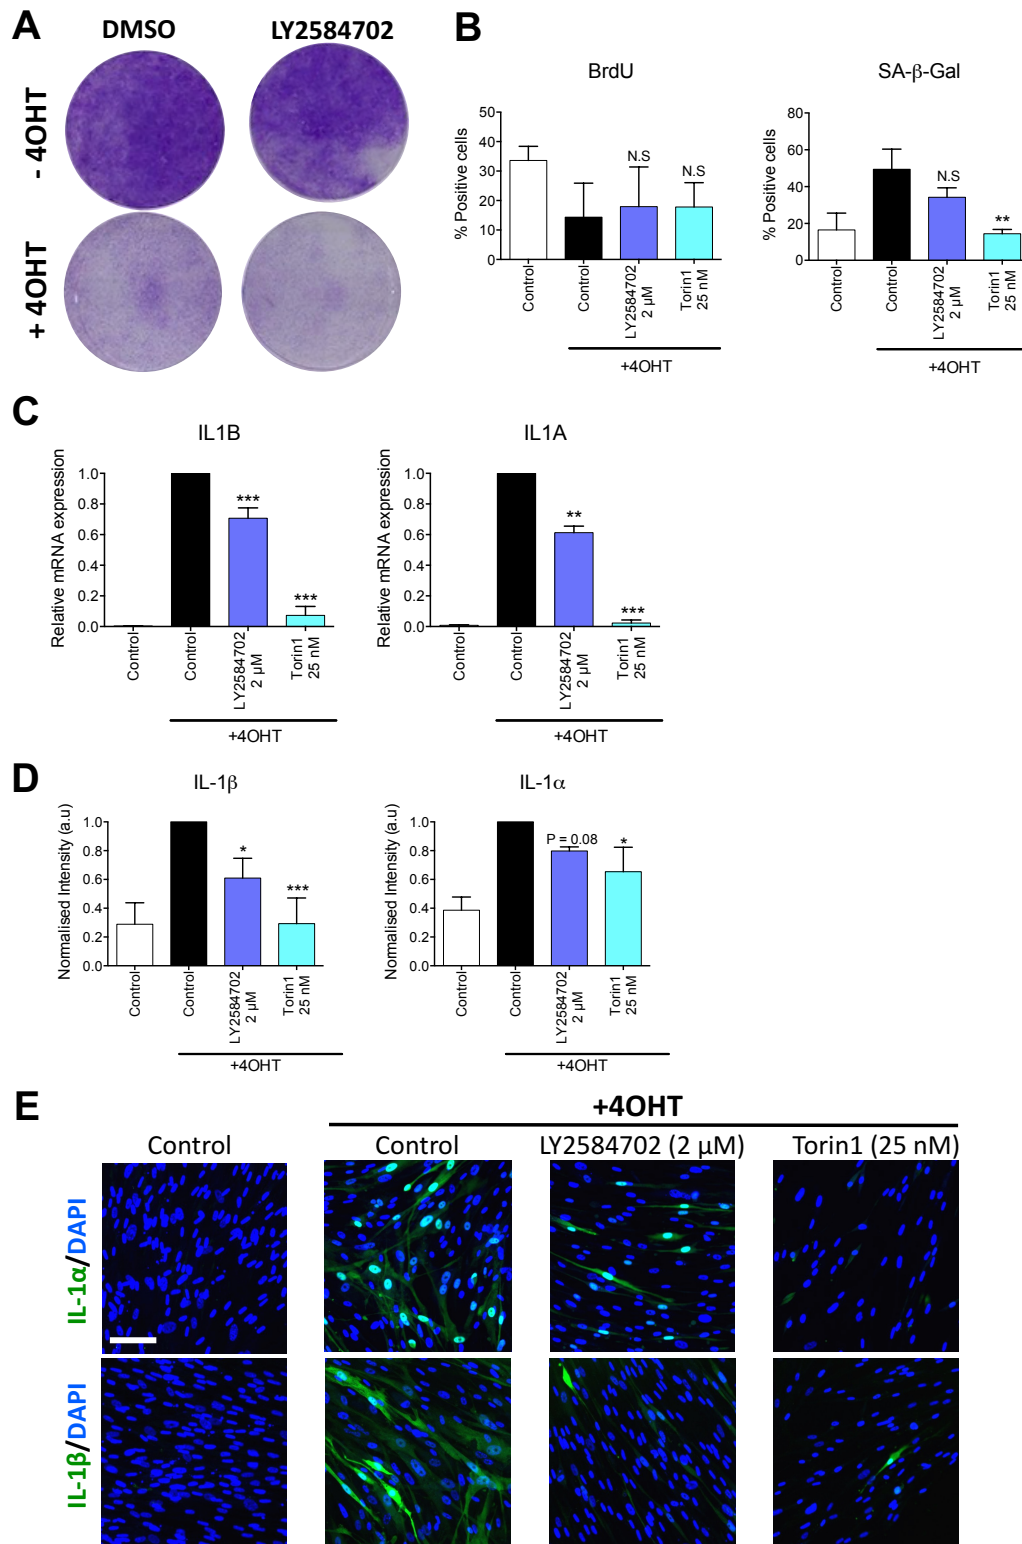 A
DMSO
LY2584702
- 4OHT
+ 4OHT
B
BrdU
% Positive cells
50
40
30
20
10
0
N.S
N.S
Control
Control
LY2584702
2 µM
Torin1
25 nM
+4OHT
SA-β-Gal
% Positive cells
80
60
40
20
0
N.S
**
Control
Control
LY2584702
2 µM
Torin1
25 nM
+4OHT
C
IL1B
Relative mRNA expression
1.0
0.8
0.6
0.4
0.2
0.0
***
***
Control
Control
LY2584702
2 µM
Torin1
25 nM
+4OHT
IL1A
Relative mRNA expression
1.0
0.8
0.6
0.4
0.2
0.0
**
***
Control
Control
LY2584702
2 µM
Torin1
25 nM
+4OHT
D
IL-1β
Normalised Intensity (a.u)
1.0
0.8
0.6
0.4
0.2
0.0
*
***
Control
Control
LY2584702
2 µM
Torin1
25 nM
+4OHT
IL-1α
Normalised Intensity (a.u)
1.0
0.8
0.6
0.4
0.2
0.0
P = 0.08
*
Control
Control
LY2584702
2 µM
Torin1
25 nM
+4OHT
E
+4OHT
Control
Control
LY2584702 (2 µM)
Torin1 (25 nM)
IL-1α/DAPI
IL-1β/DAPI